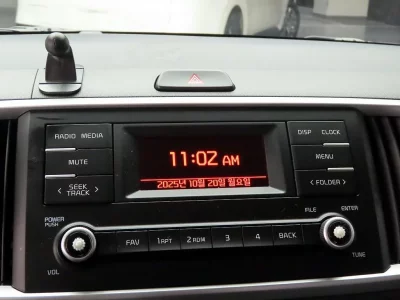 RADIO MEDIA
DISP CLOCK
11:02 AM
MUTE
MENU
< SEEK TRACK >
2025년 10월 20일 월요일
< FOLDER >
POWER PUSH
FILE
ENTER
FAV 1 RPT 2 RDM 3 4 BACK
VOL
TUNE